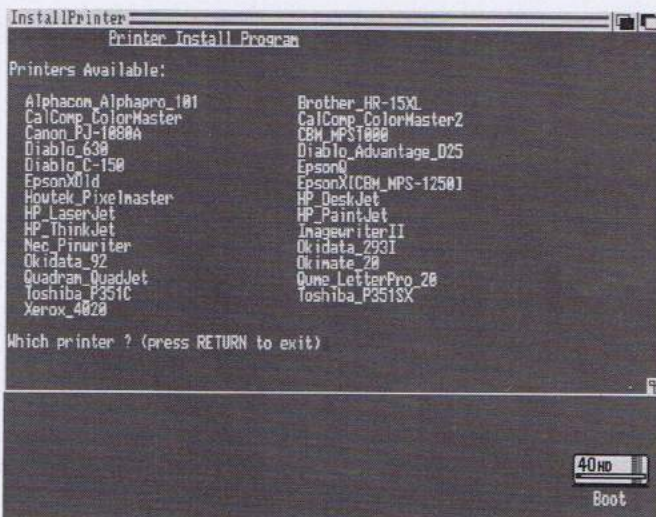 InstallPrinter
Printer Install Program
Printers Available:
Alphacom_Alphapro_101 Brother_HR-15XL
CalComp_ColorMaster CalComp_ColorMaster2
Canon_PJ-1080A CBM_MPS1000
Diablo_630 Diablo_Advantage_D25
Diablo_C-150 EpsonQ
EpsonXOld EpsonX[CBM_MPS-1250]
Howtek_Pixelmaster HP_DeskJet
HP_LaserJet HP_PaintJet
HP_ThinkJet ImagewriterII
Nec_Pinwriter Okidata_293I
Okidata_92 Okimate_20
Quadram_QuadJet Qume_LetterPro_20
Toshiba_P351C Toshiba_P351SX
Xerox_4020
Which printer ? (press RETURN to exit)
40HD
Boot